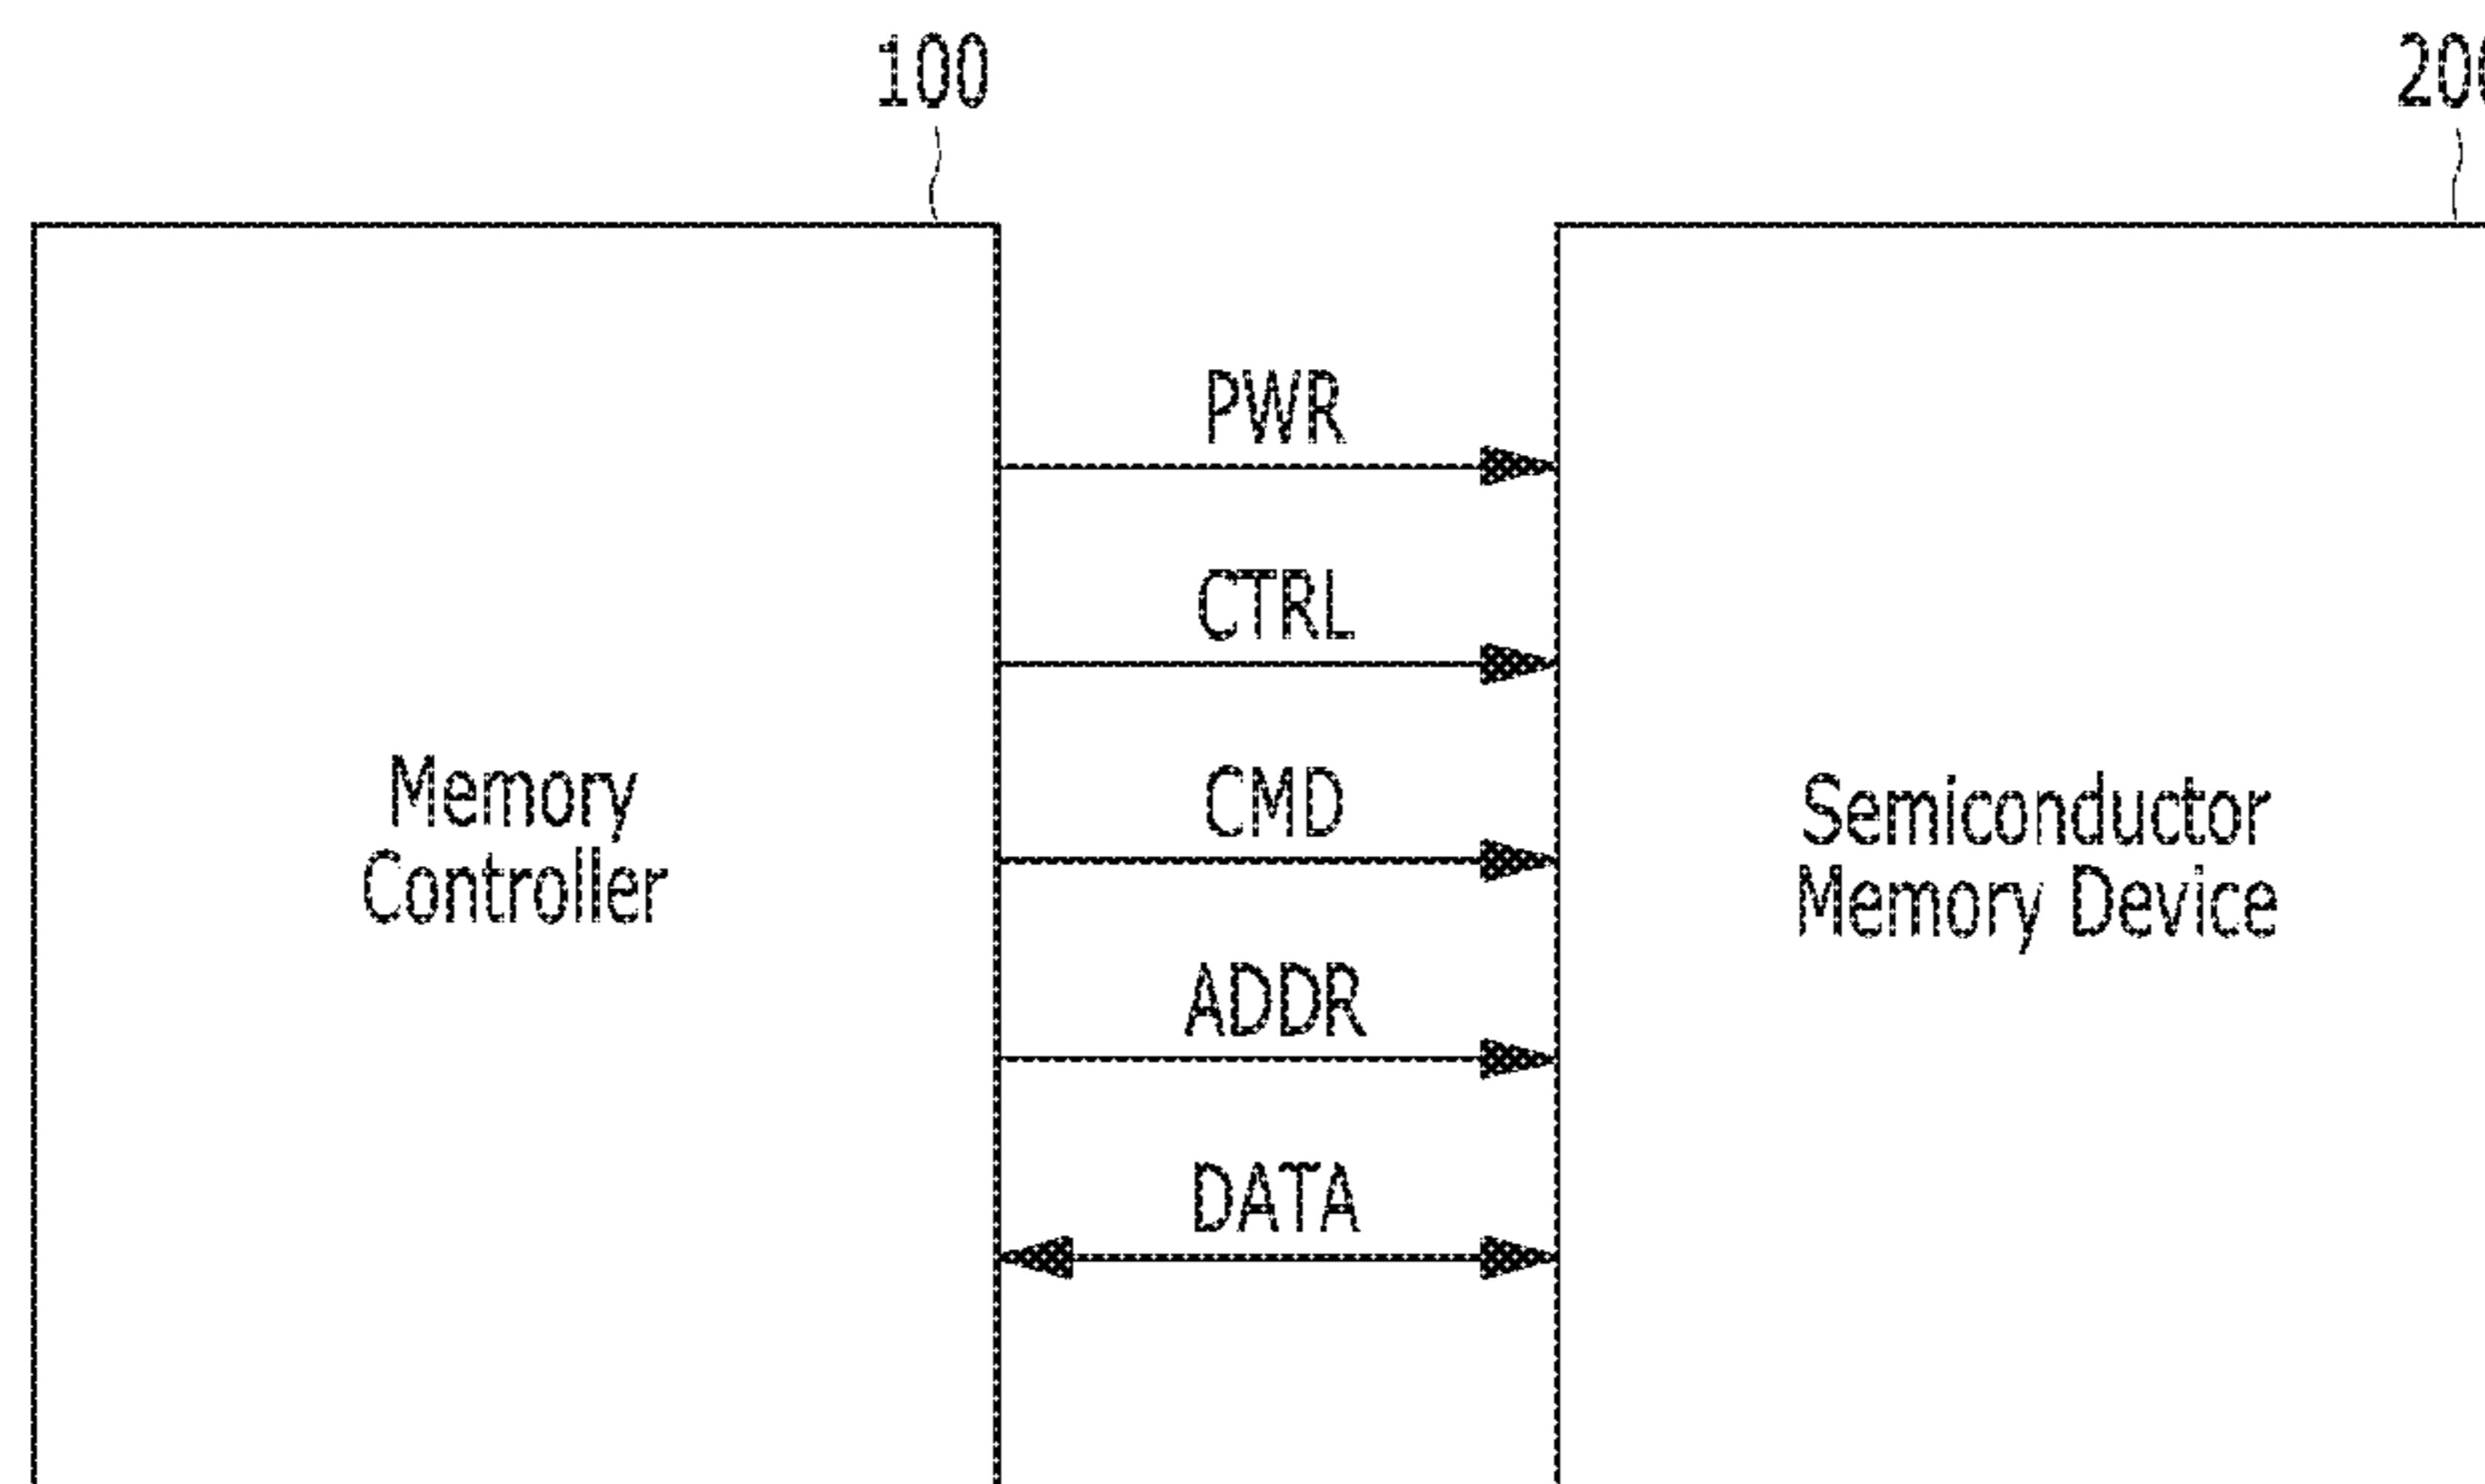 100
PWR
CTRL
CMD
ADDR
DATA
Memory
Controller
Semiconductor
Memory Device